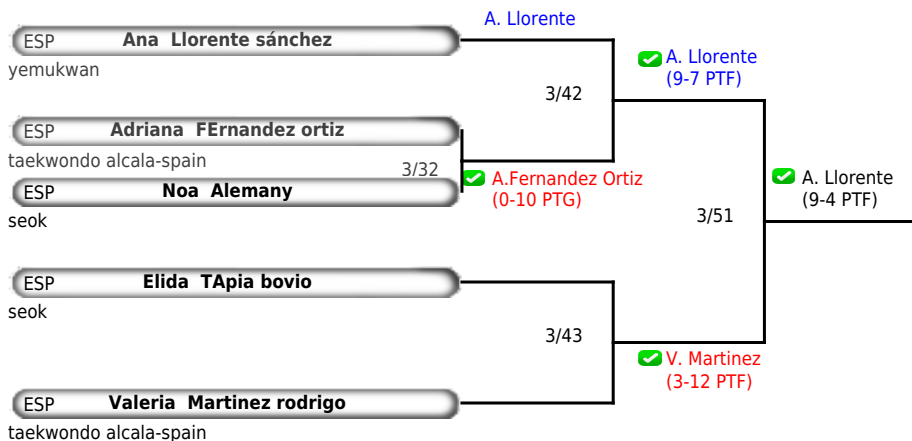 A. Llorente
ESP Ana Llorente sánchez
yemukwan
A. Llorente
(9-7 PTF)
3/42
ESP Adriana FErnandez ortiz
taekwondo alcala-spain
3/32
A.Fernandez Ortiz
(0-10 PTG)
ESP Noa Alemany
seok
A. Llorente
(9-4 PTF)
3/51
ESP Elida TApia bovio
seok
3/43
V. Martinez
(3-12 PTF)
ESP Valeria Martinez rodrigo
taekwondo alcala-spain